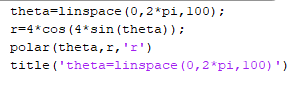 theta=linspace(0,2*pi,100);
r=4*cos(4*sin(theta));
polar(theta,r,'r')
title('theta=linspace(0,2*pi,100)')